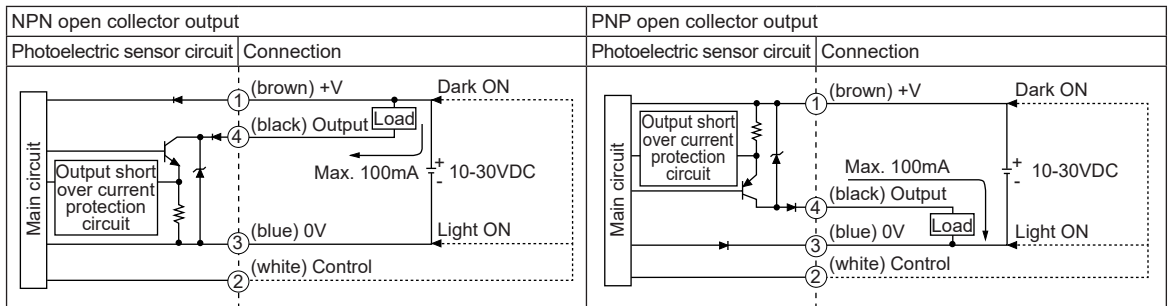 NPN open collector output
Photoelectric sensor circuit
Connection
(brown) +V
Dark ON
1
Load
4
(black) Output
Max. 100mA
+
-
10-30VDC
Main circuit
Output short
over current
protection
circuit
3
(blue) 0V
Light ON
2
(white) Control
PNP open collector output
Photoelectric sensor circuit
Connection
(brown) +V
Dark ON
1
Output short
over current
protection
circuit
Main circuit
Max. 100mA
+
-
10-30VDC
4
(black) Output
Load
3
(blue) 0V
Light ON
2
(white) Control